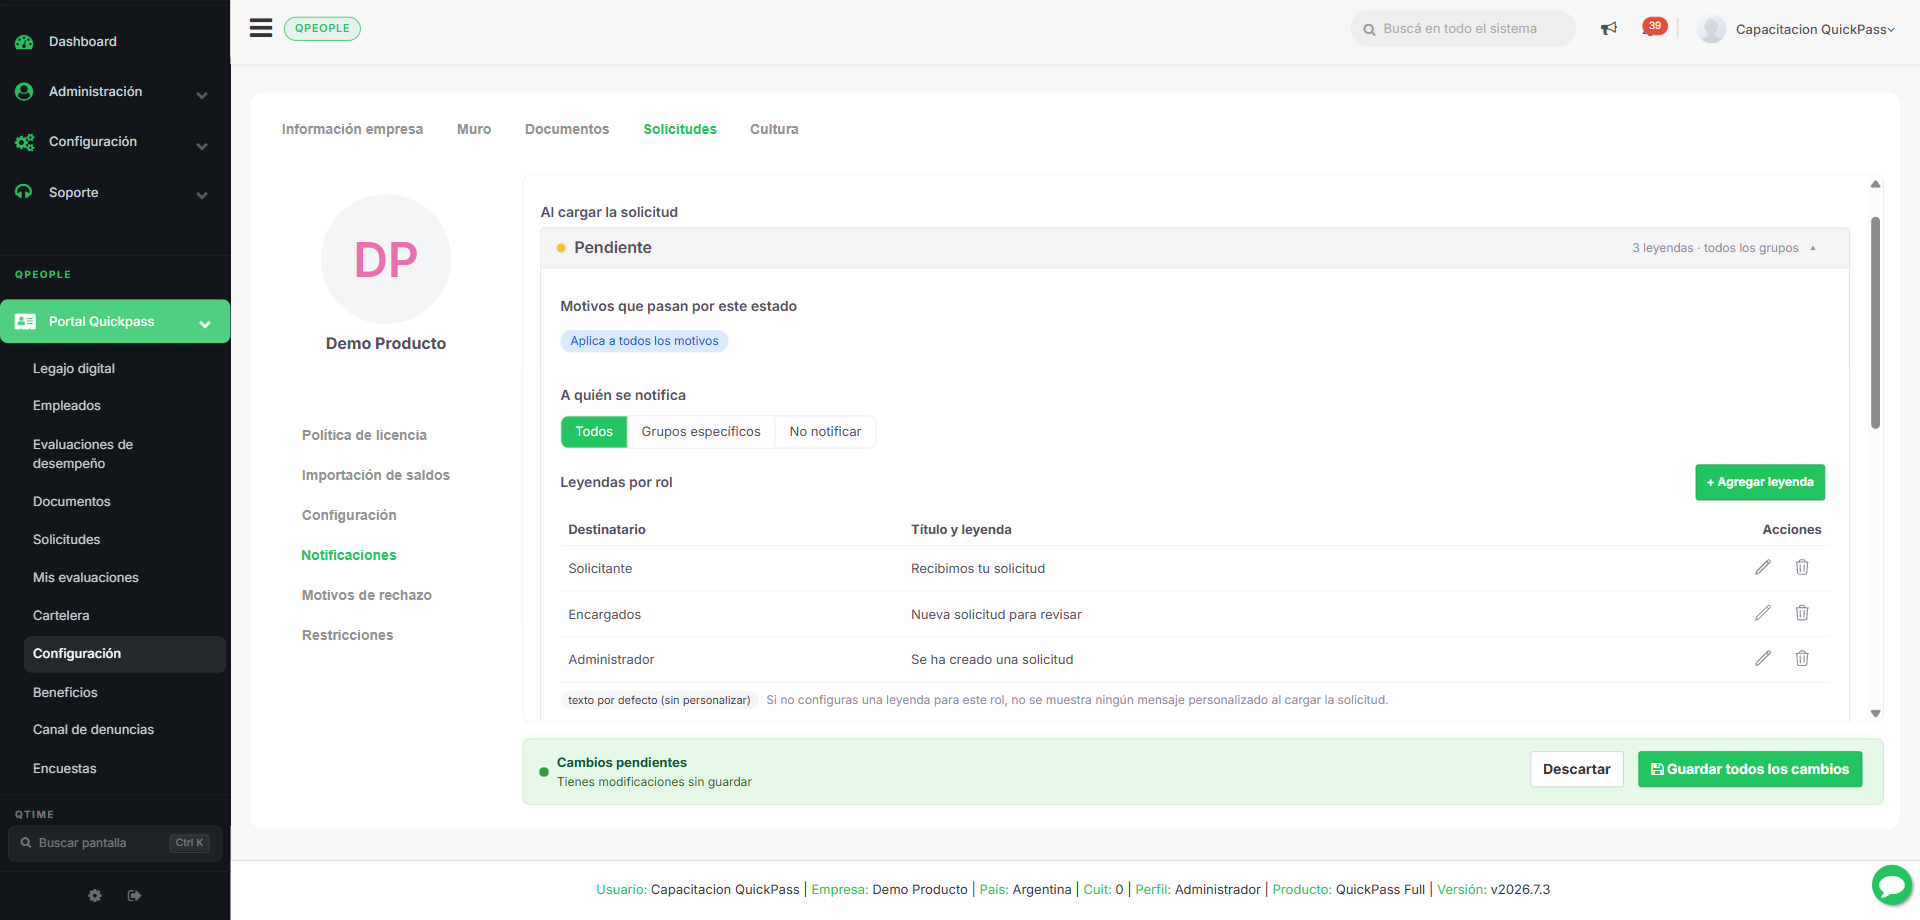 Dashboard
Administración
Configuración
Soporte
QPEOPLE
Portal Quickpass
Legajo digital
Empleados
Evaluaciones de
desempeño
Documentos
Solicitudes
Mis evaluaciones
Cartelera
Configuración
Beneficios
Canal de denuncias
Encuestas
QTIME
Buscar pantalla Ctrl K
QPEOPLE
Buscá en todo el sistema
39
Capacitacion QuickPass
Información empresa Muro Documentos Solicitudes Cultura
DP
Demo Producto
Política de licencia
Importación de saldos
Configuración
Notificaciones
Motivos de rechazo
Restricciones
Al cargar la solicitud
Pendiente 3 leyendas · todos los grupos
Motivos que pasan por este estado
Aplica a todos los motivos
A quién se notifica
Todos Grupos específicos No notificar
Leyendas por rol + Agregar leyenda
Destinatario Título y leyenda Acciones
Solicitante Recibimos tu solicitud
Encargados Nueva solicitud para revisar
Administrador Se ha creado una solicitud
texto por defecto (sin personalizar) Si no configuras una leyenda para este rol, no se muestra ningún mensaje personalizado al cargar la solicitud.
Cambios pendientes
Tienes modificaciones sin guardar
Descartar Guardar todos los cambios
Usuario: Capacitacion QuickPass | Empresa: Demo Producto | País: Argentina | Cuit: 0 | Perfil: Administrador | Producto: QuickPass Full | Versión: v2026.7.3